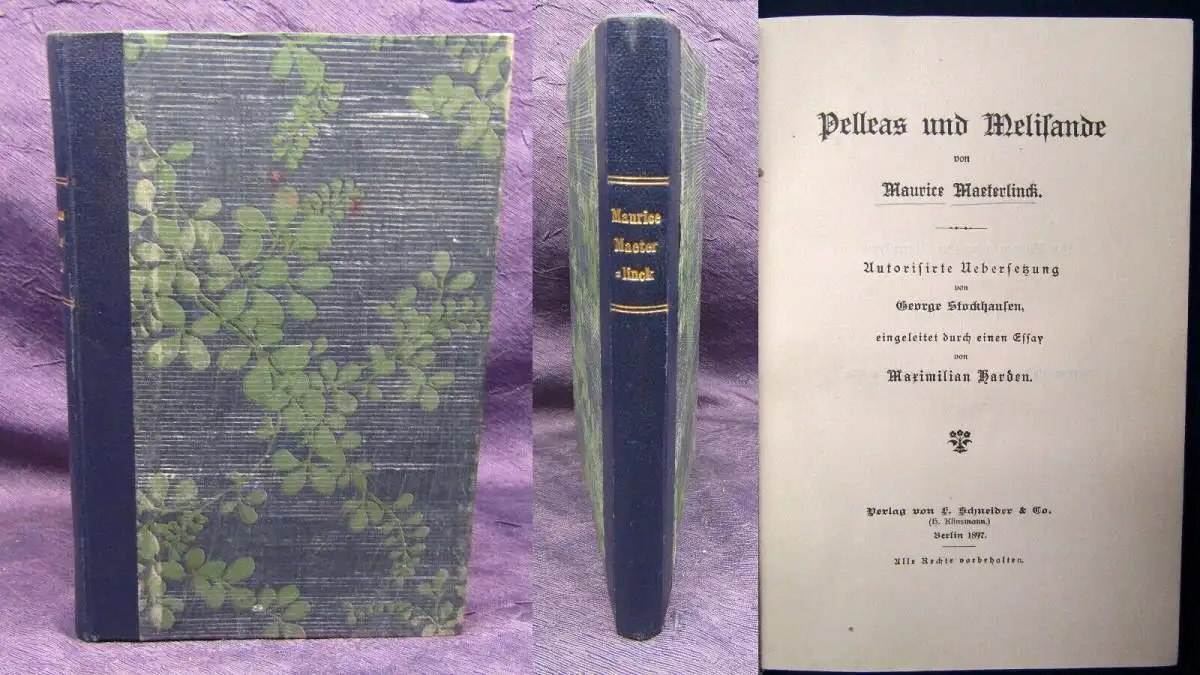 Maurice
Maeter
=linck
Pelleas und Meliſande
von
Maurice Maeterlinck.
Autoriſirte Ueberſetzung
von
George Stockhauſen,
eingeleitet durch einen Eſſay
von
Maximilian Harden.
Verlag von L. Schneider & Co.
(H. Klinsmann.)
Berlin 1897.
Alle Rechte vorbehalten.